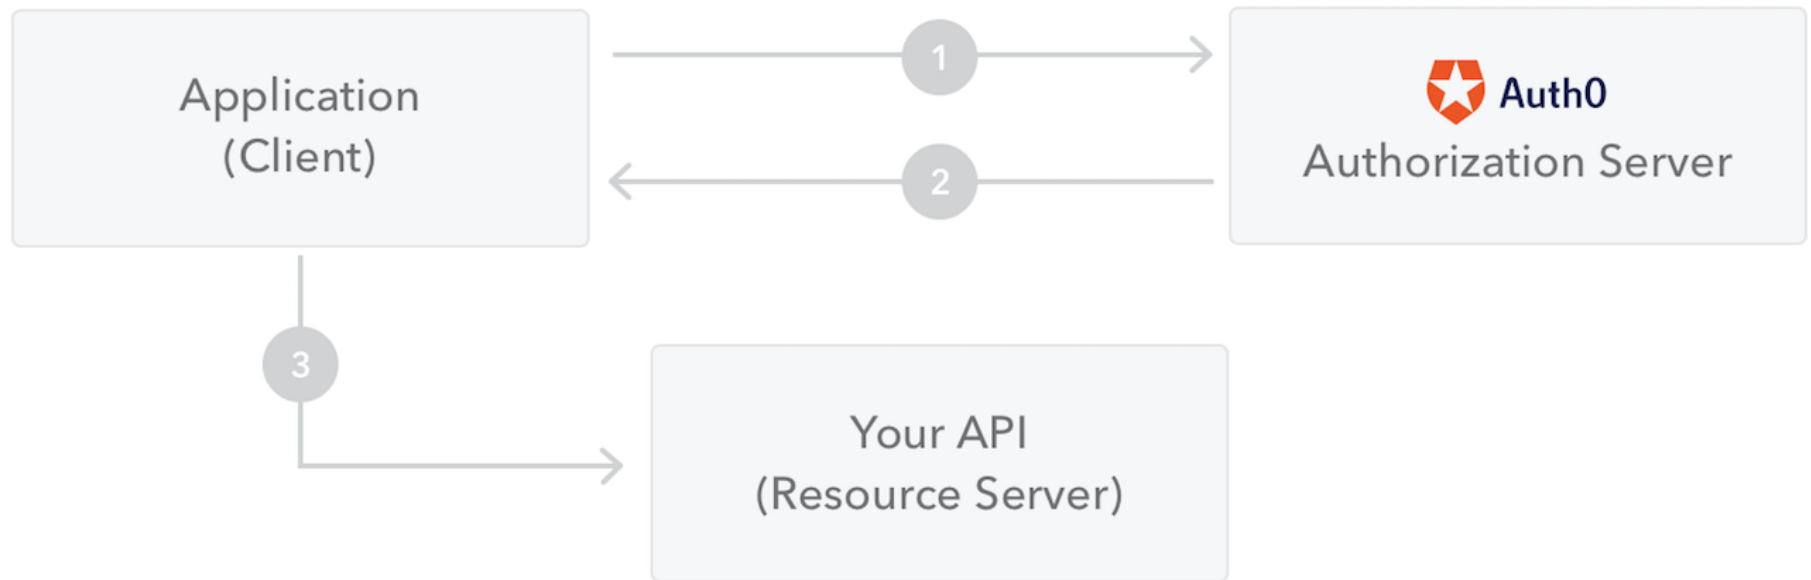 Application
(Client)
1
Auth0
Authorization Server
2
3
Your API
(Resource Server)